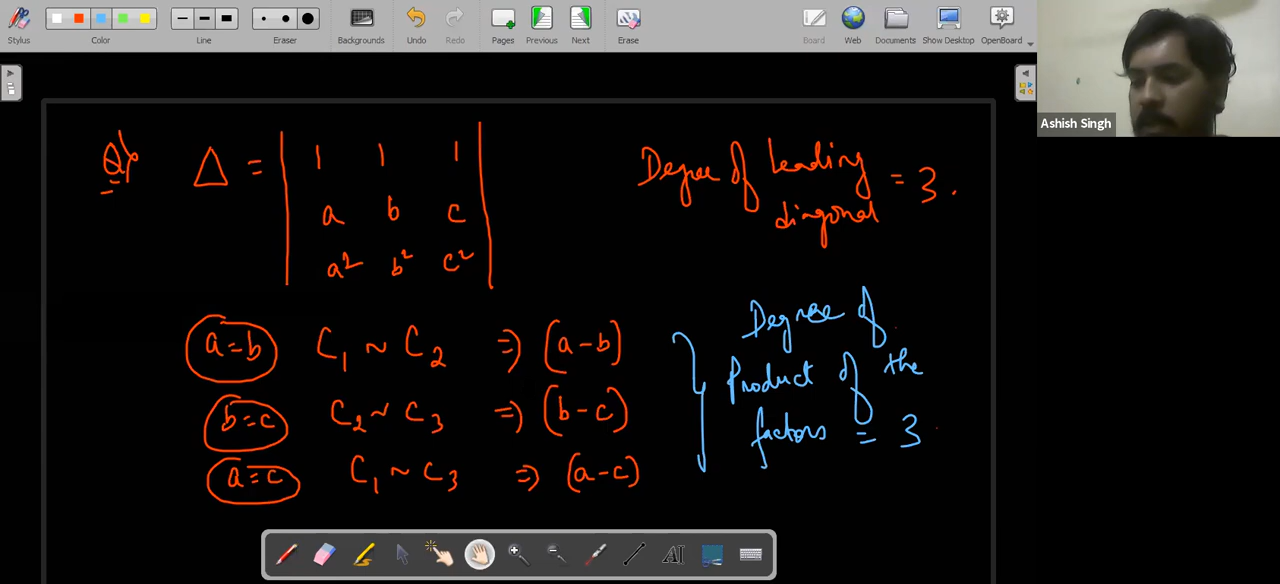 Stylus Color Line Eraser Backgrounds Undo Redo Pages Previous Next Erase Board Web Documents Show Desktop OpenBoard
Ashish Singh
Q) Δ = | 1 1 1 |
| a b c |
| a² b² c² |
Degree of leading
diagonal = 3.
a = b C₁ ~ C₂ ⇒ (a - b)
b = c C₂ ~ C₃ ⇒ (b - c)
a = c C₁ ~ C₃ ⇒ (a - c)
Degree of
Product of the
factors = 3